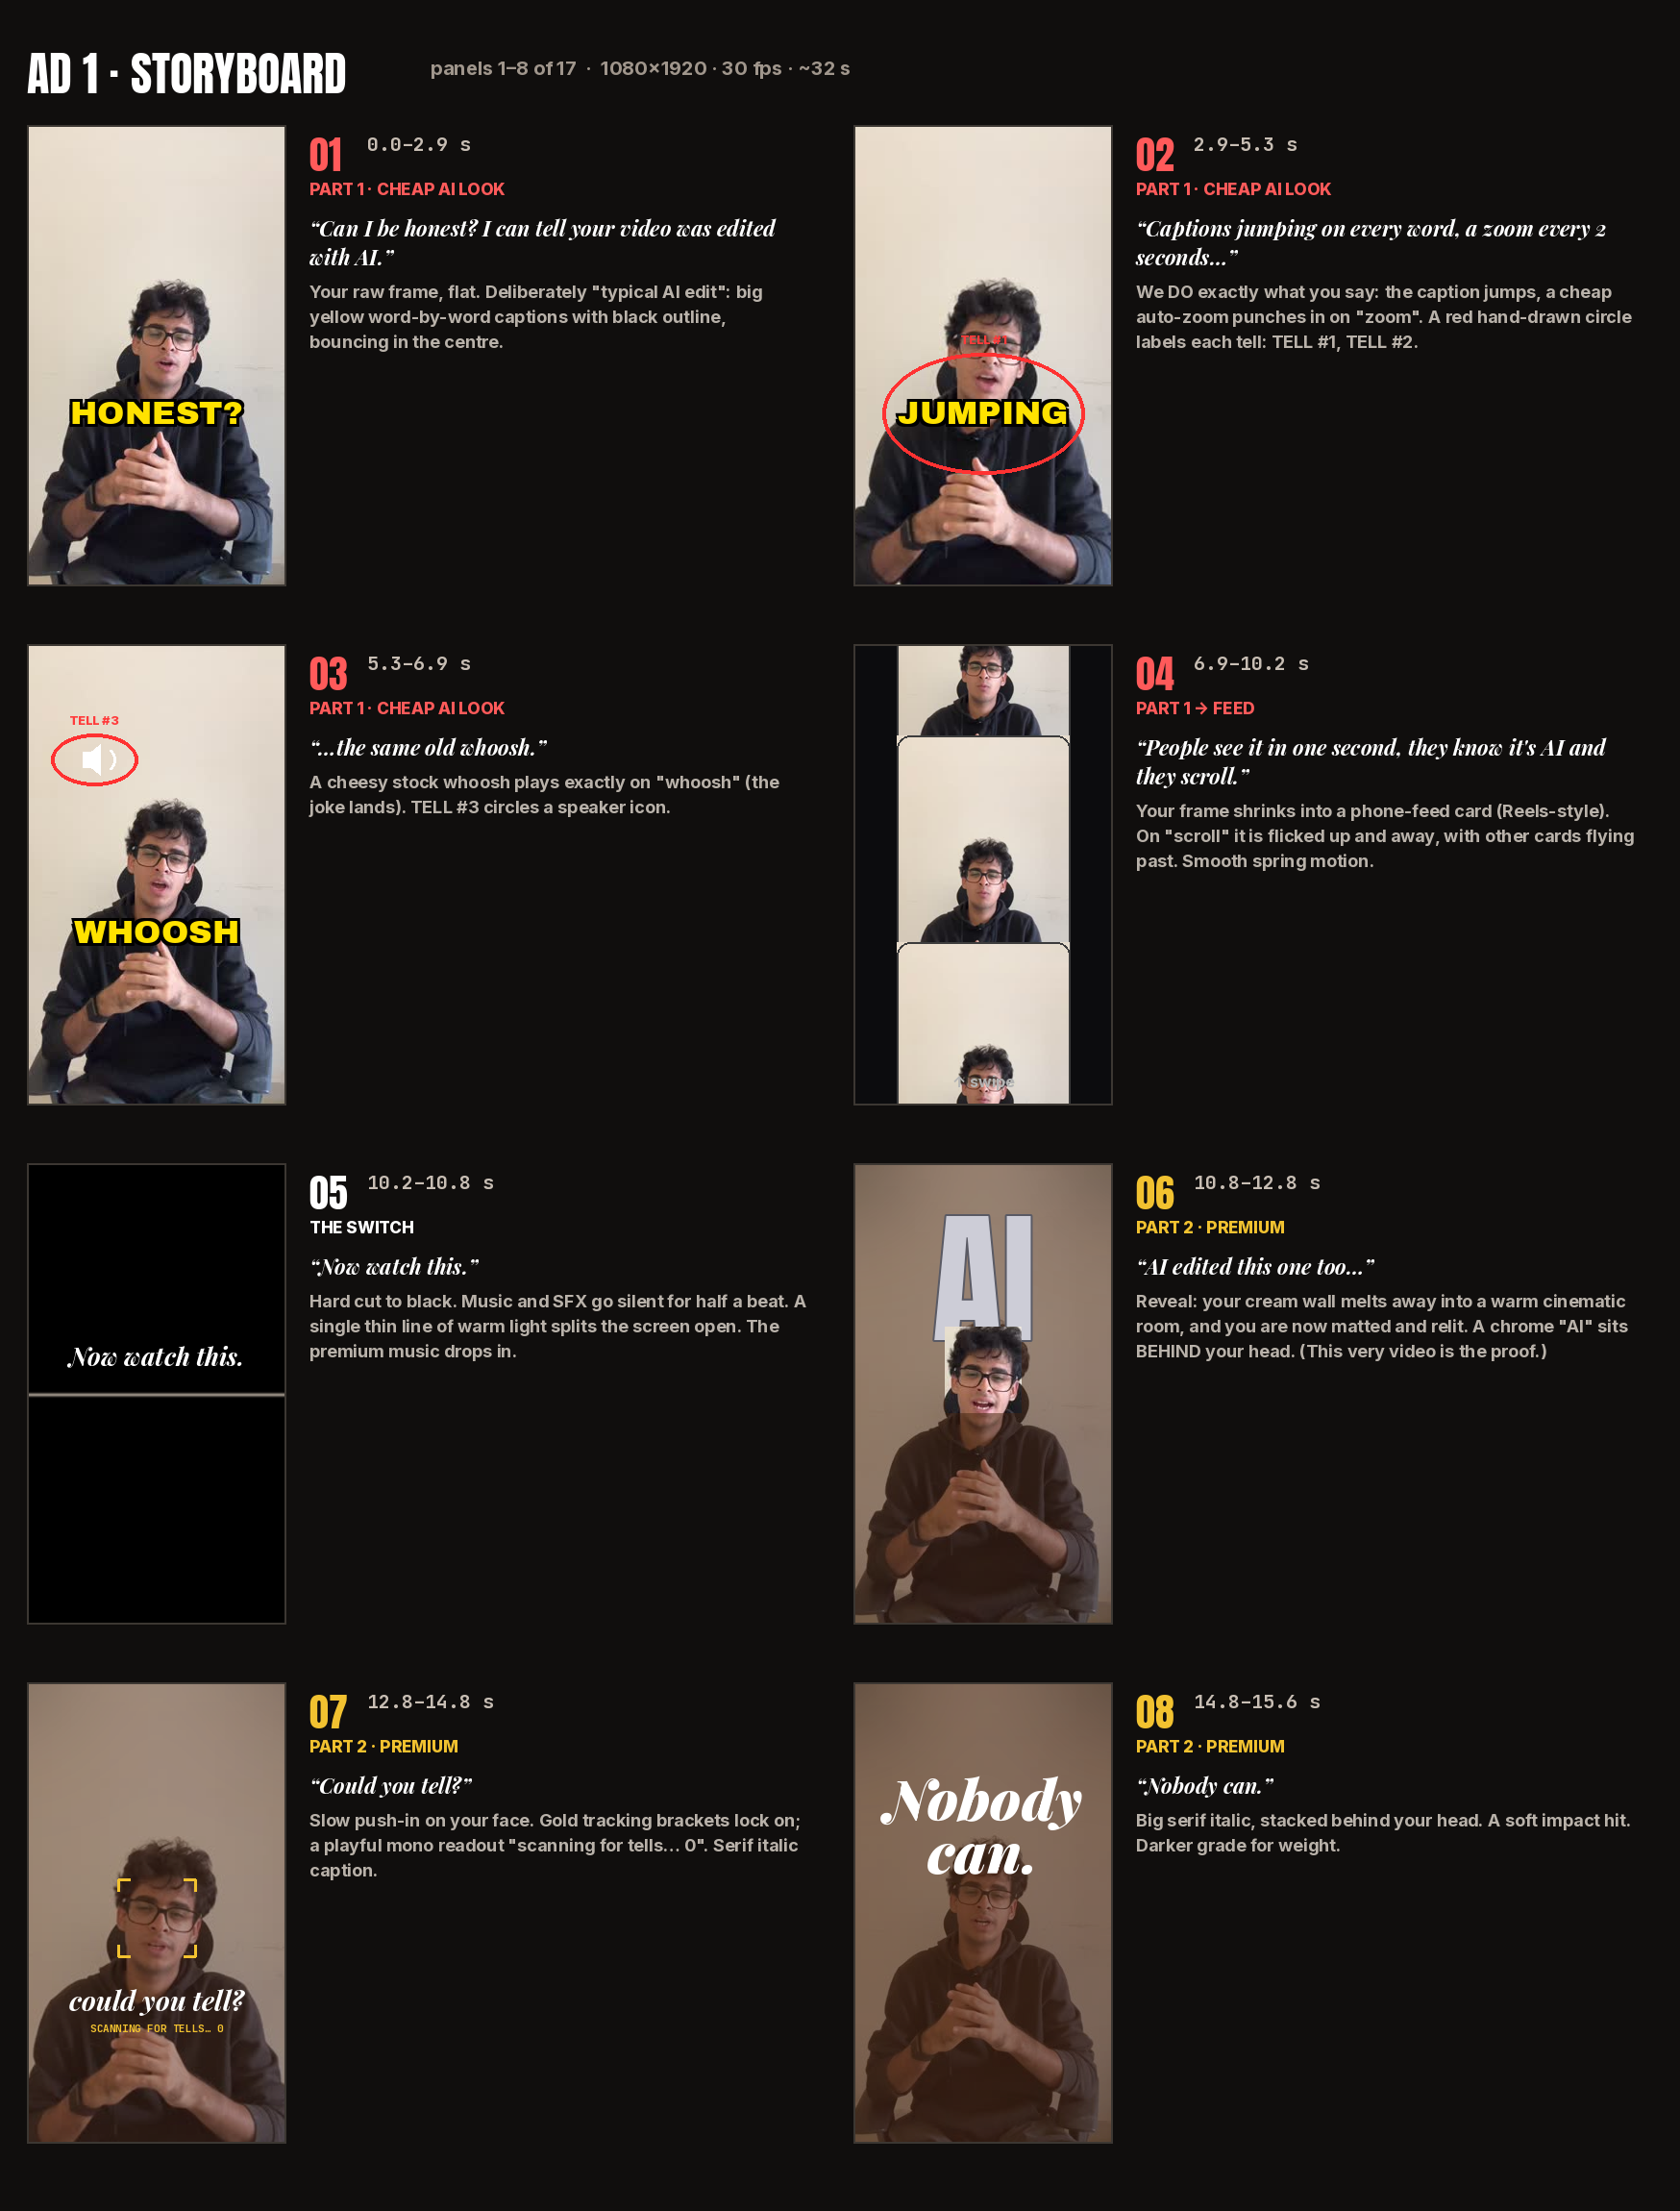 AD 1 · STORYBOARD
panels 1–8 of 17 · 1080×1920 · 30 fps · ~32 s
HONEST?
01 0.0–2.9 s
PART 1 · CHEAP AI LOOK
“Can I be honest? I can tell your video was edited
with AI.”
Your raw frame, flat. Deliberately "typical AI edit": big
yellow word-by-word captions with black outline,
bouncing in the centre.
TELL #1
JUMPING
02 2.9–5.3 s
PART 1 · CHEAP AI LOOK
“Captions jumping on every word, a zoom every 2
seconds…”
We DO exactly what you say: the caption jumps, a cheap
auto-zoom punches in on "zoom". A red hand-drawn circle
labels each tell: TELL #1, TELL #2.
TELL #3
WHOOSH
03 5.3–6.9 s
PART 1 · CHEAP AI LOOK
“…the same old whoosh.”
A cheesy stock whoosh plays exactly on "whoosh" (the
joke lands). TELL #3 circles a speaker icon.
↑ swipe
04 6.9–10.2 s
PART 1 → FEED
“People see it in one second, they know it's AI and
they scroll.”
Your frame shrinks into a phone-feed card (Reels-style).
On "scroll" it is flicked up and away, with other cards flying
past. Smooth spring motion.
Now watch this.
05 10.2–10.8 s
THE SWITCH
“Now watch this.”
Hard cut to black. Music and SFX go silent for half a beat. A
single thin line of warm light splits the screen open. The
premium music drops in.
AI
06 10.8–12.8 s
PART 2 · PREMIUM
“AI edited this one too…”
Reveal: your cream wall melts away into a warm cinematic
room, and you are now matted and relit. A chrome "AI" sits
BEHIND your head. (This very video is the proof.)
could you tell?
SCANNING FOR TELLS… 0
07 12.8–14.8 s
PART 2 · PREMIUM
“Could you tell?”
Slow push-in on your face. Gold tracking brackets lock on;
a playful mono readout "scanning for tells… 0". Serif italic
caption.
Nobody
can.
08 14.8–15.6 s
PART 2 · PREMIUM
“Nobody can.”
Big serif italic, stacked behind your head. A soft impact hit.
Darker grade for weight.